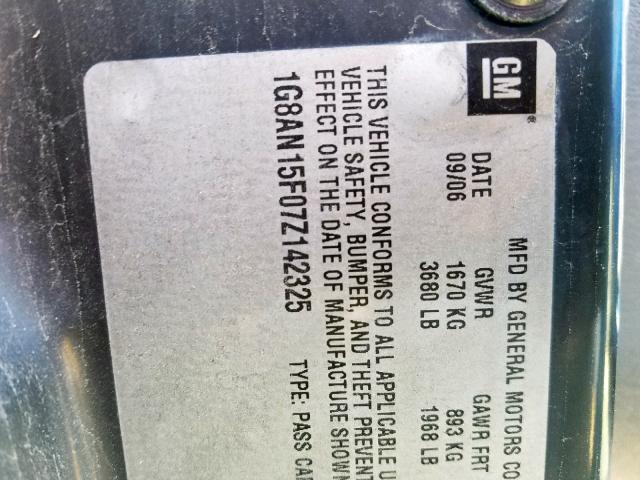 GM®
MFD BY GENERAL MOTORS CO
DATE GVWR GAWR FRT
09/06 1670 KG 893 KG
3680 LB 1968 LB
THIS VEHICLE CONFORMS TO ALL APPLICABLE U
VEHICLE SAFETY, BUMPER, AND THEFT PREVENT
EFFECT ON THE DATE OF MANUFACTURE SHOWN
1G8AN15F07Z142325 TYPE: PASS CAR